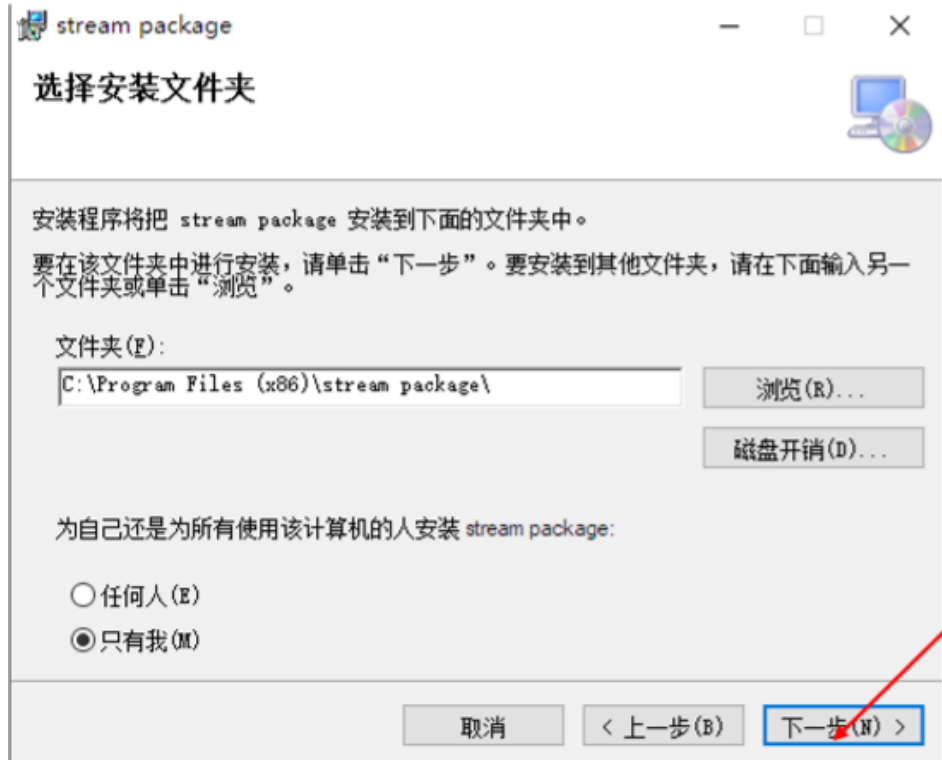 stream package
选择安装文件夹
安装程序将把 stream package 安装到下面的文件夹中。
要在该文件夹中进行安装，请单击“下一步”。要安装到其他文件夹，请在下面输入另一
个文件夹或单击“浏览”。
文件夹(F):
C:\Program Files (x86)\stream package\
浏览(R)...
磁盘开销(D)...
为自己还是为所有使用该计算机的人安装 stream package:
任何人(E)
只有我(M)
取消
< 上一步(B)
下一步(N) >